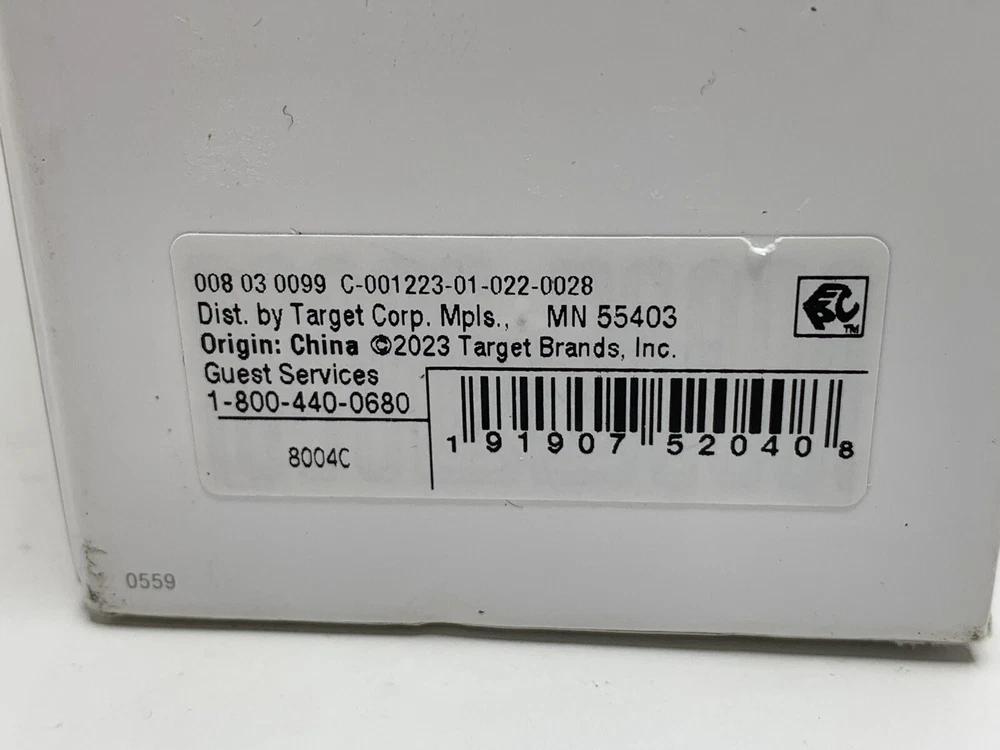 008 03 0099 C-001223-01-022-0028
Dist. by Target Corp. Mpls., MN 55403
Origin: China ©2023 Target Brands, Inc.
Guest Services
1-800-440-0680
8004C
1 91907 52040 8
EPC™
0559